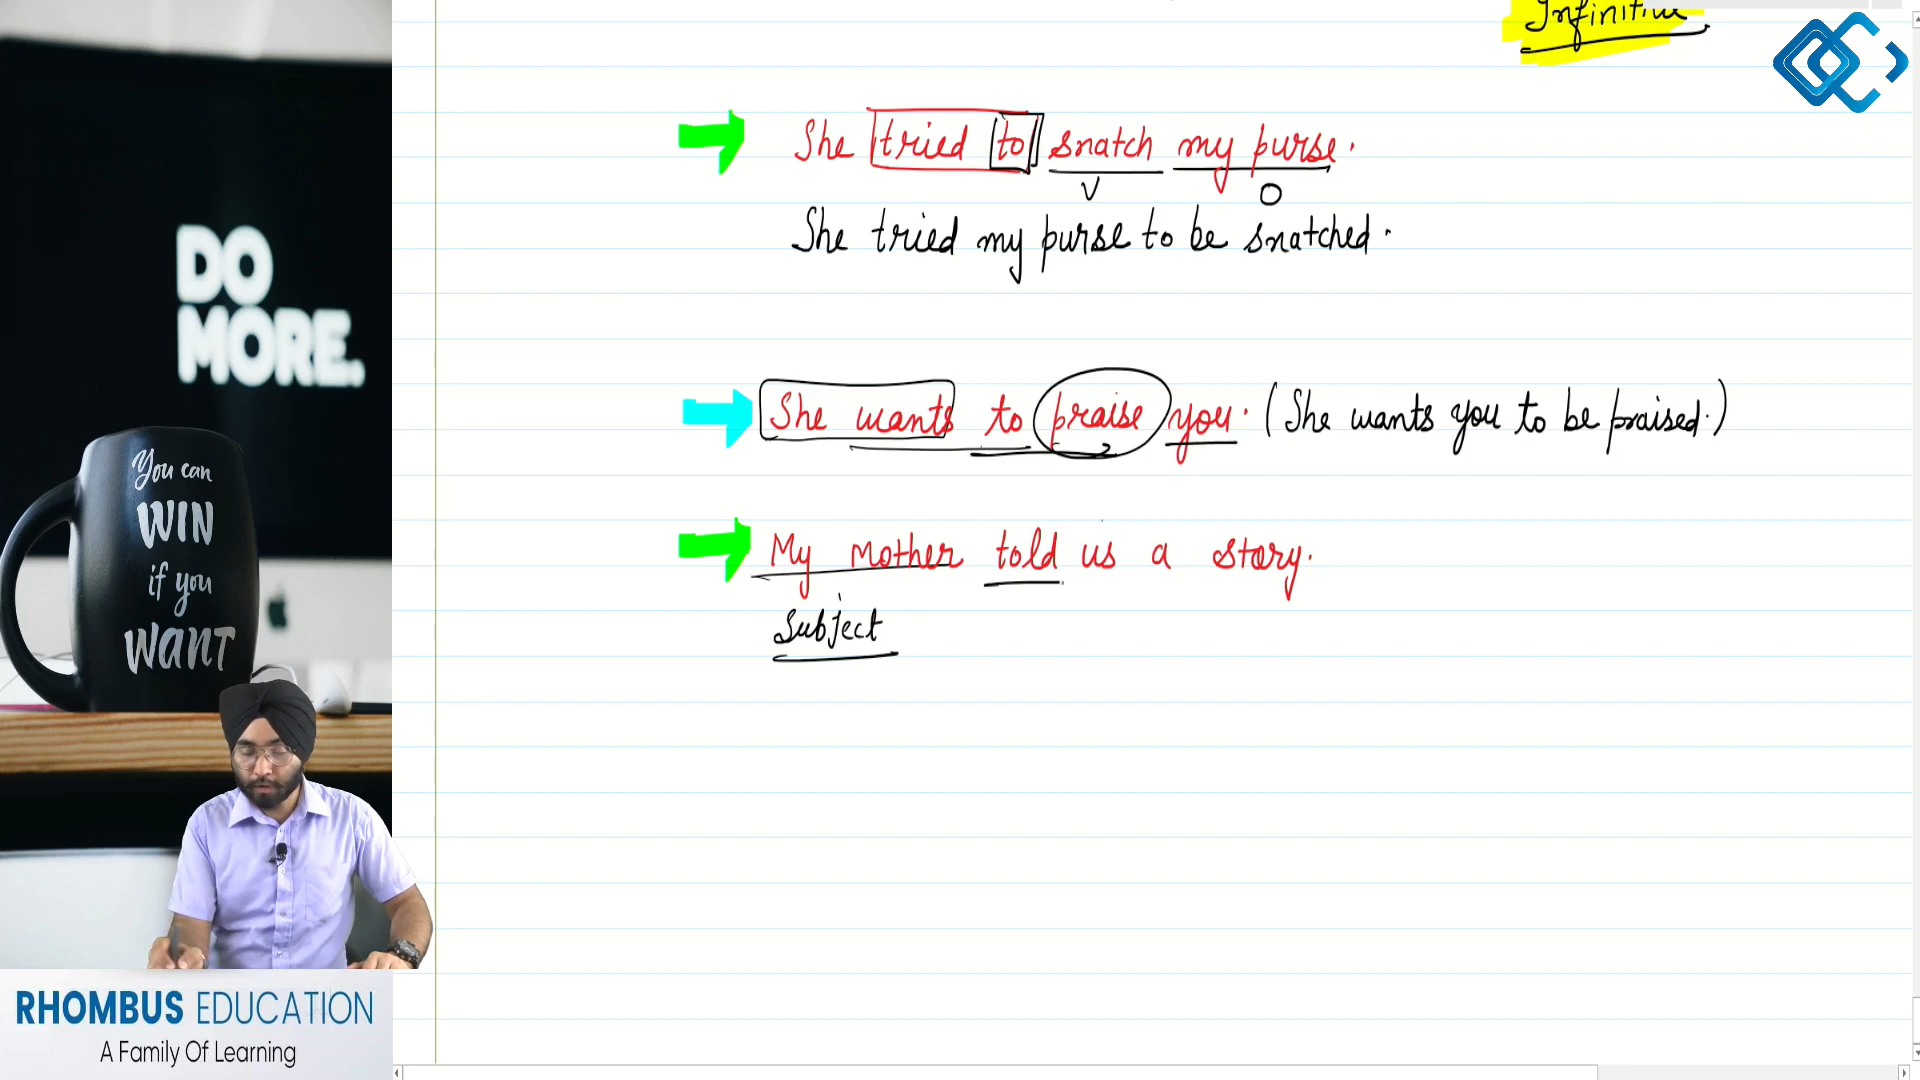 Infinitive
She tried to snatch my purse.
V O
She tried my purse to be snatched.
She wants to praise you. (She wants you to be praised.)
My mother told us a story.
Subject
DO
MORE.
You can
WIN
if you
WANT
RHOMBUS EDUCATION
A Family Of Learning